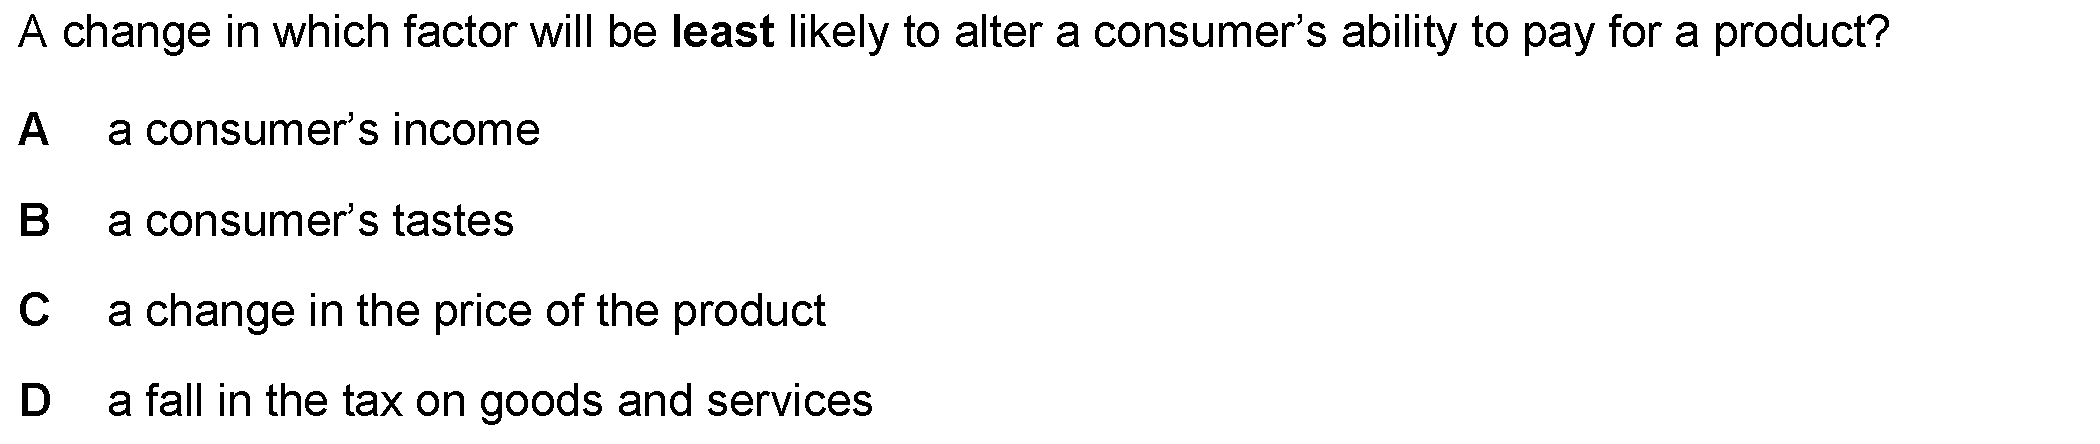 A change in which factor will be least likely to alter a consumer’s ability to pay for a product?
A a consumer’s income
B a consumer’s tastes
C a change in the price of the product
D a fall in the tax on goods and services